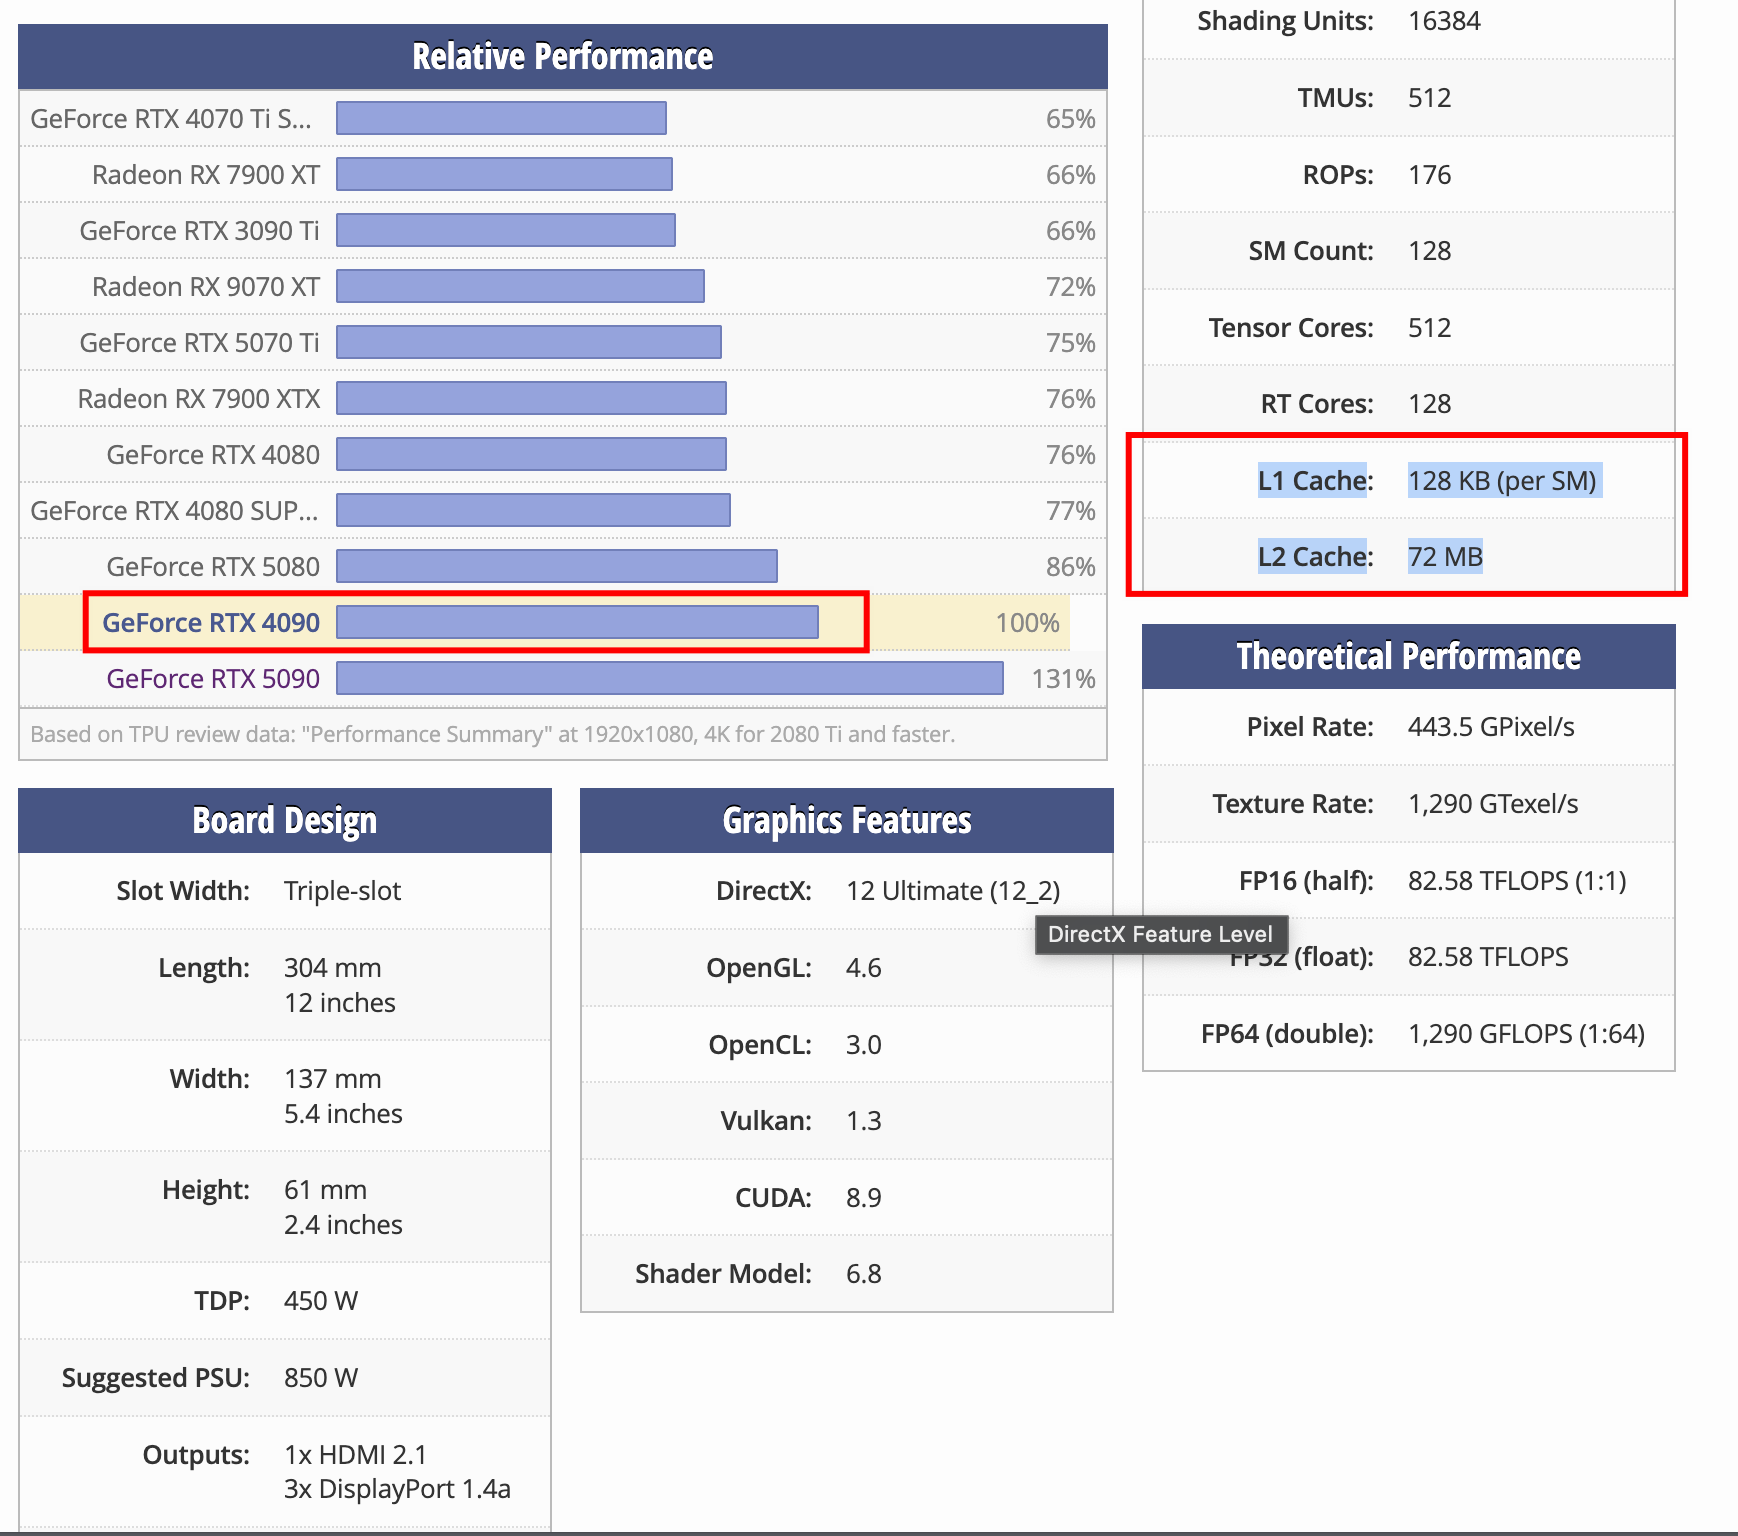 Relative Performance
GeForce RTX 4070 Ti S... 65%
Radeon RX 7900 XT 66%
GeForce RTX 3090 Ti 66%
Radeon RX 9070 XT 72%
GeForce RTX 5070 Ti 75%
Radeon RX 7900 XTX 76%
GeForce RTX 4080 76%
GeForce RTX 4080 SUP... 77%
GeForce RTX 5080 86%
GeForce RTX 4090 100%
GeForce RTX 5090 131%
Based on TPU review data: "Performance Summary" at 1920x1080, 4K for 2080 Ti and faster.
Shading Units: 16384
TMUs: 512
ROPs: 176
SM Count: 128
Tensor Cores: 512
RT Cores: 128
L1 Cache: 128 KB (per SM)
L2 Cache: 72 MB
Board Design
Slot Width: Triple-slot
Length: 304 mm
12 inches
Width: 137 mm
5.4 inches
Height: 61 mm
2.4 inches
TDP: 450 W
Suggested PSU: 850 W
Outputs: 1x HDMI 2.1
3x DisplayPort 1.4a
Graphics Features
DirectX: 12 Ultimate (12_2)
DirectX Feature Level
OpenGL: 4.6
OpenCL: 3.0
Vulkan: 1.3
CUDA: 8.9
Shader Model: 6.8
Theoretical Performance
Pixel Rate: 443.5 GPixel/s
Texture Rate: 1,290 GTexel/s
FP16 (half): 82.58 TFLOPS (1:1)
FP32 (float): 82.58 TFLOPS
FP64 (double): 1,290 GFLOPS (1:64)